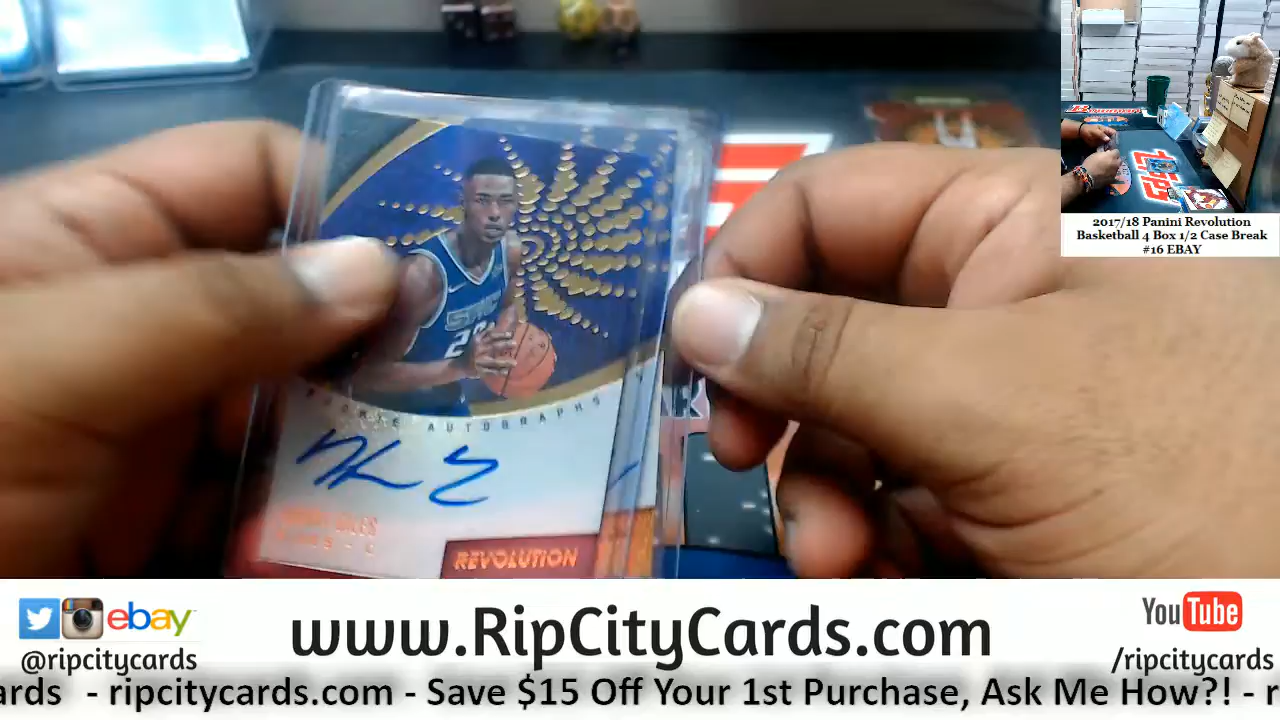 2017/18 Panini Revolution
Basketball 4 Box 1/2 Case Break
#16 EBAY
SAC
ROOKIE AUTOGRAPHS
REVOLUTION
ebay
www.RipCityCards.com
YouTube
@ripcitycards
/ripcitycards
ards - ripcitycards.com - Save $15 Off Your 1st Purchase, Ask Me How?! - r